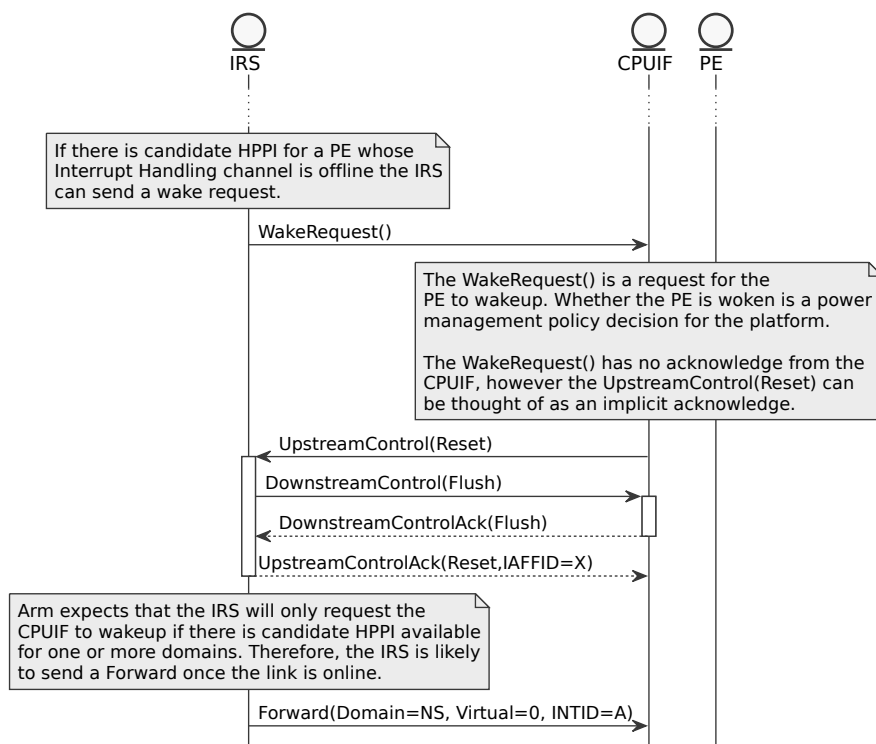 IRS
CPUIF
PE
If there is candidate HPPI for a PE whose
Interrupt Handling channel is offline the IRS
can send a wake request.
WakeRequest()
The WakeRequest() is a request for the
PE to wakeup. Whether the PE is woken is a power
management policy decision for the platform.
The WakeRequest() has no acknowledge from the
CPUIF, however the UpstreamControl(Reset) can
be thought of as an implicit acknowledge.
UpstreamControl(Reset)
DownstreamControl(Flush)
DownstreamControlAck(Flush)
UpstreamControlAck(Reset,IAFFID=X)
Arm expects that the IRS will only request the
CPUIF to wakeup if there is candidate HPPI available
for one or more domains. Therefore, the IRS is likely
to send a Forward once the link is online.
Forward(Domain=NS, Virtual=0, INTID=A)